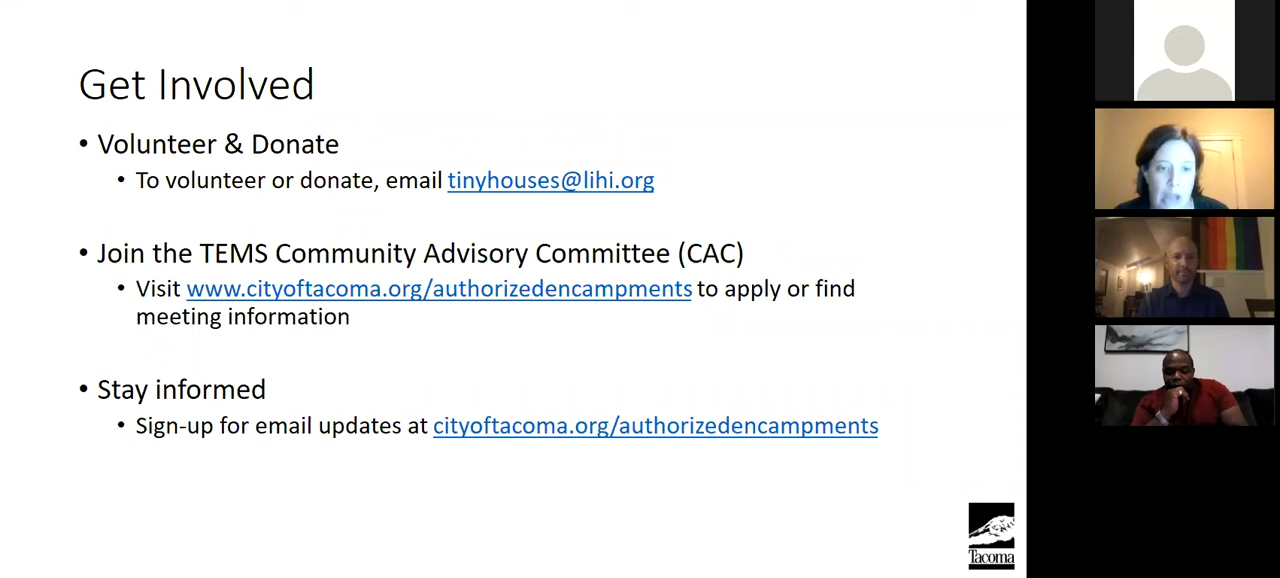 Get Involved
• Volunteer & Donate
• To volunteer or donate, email tinyhouses@lihi.org
• Join the TEMS Community Advisory Committee (CAC)
• Visit www.cityoftacoma.org/authorizedencampments to apply or find
meeting information
• Stay informed
• Sign-up for email updates at cityoftacoma.org/authorizedencampments
Tacoma